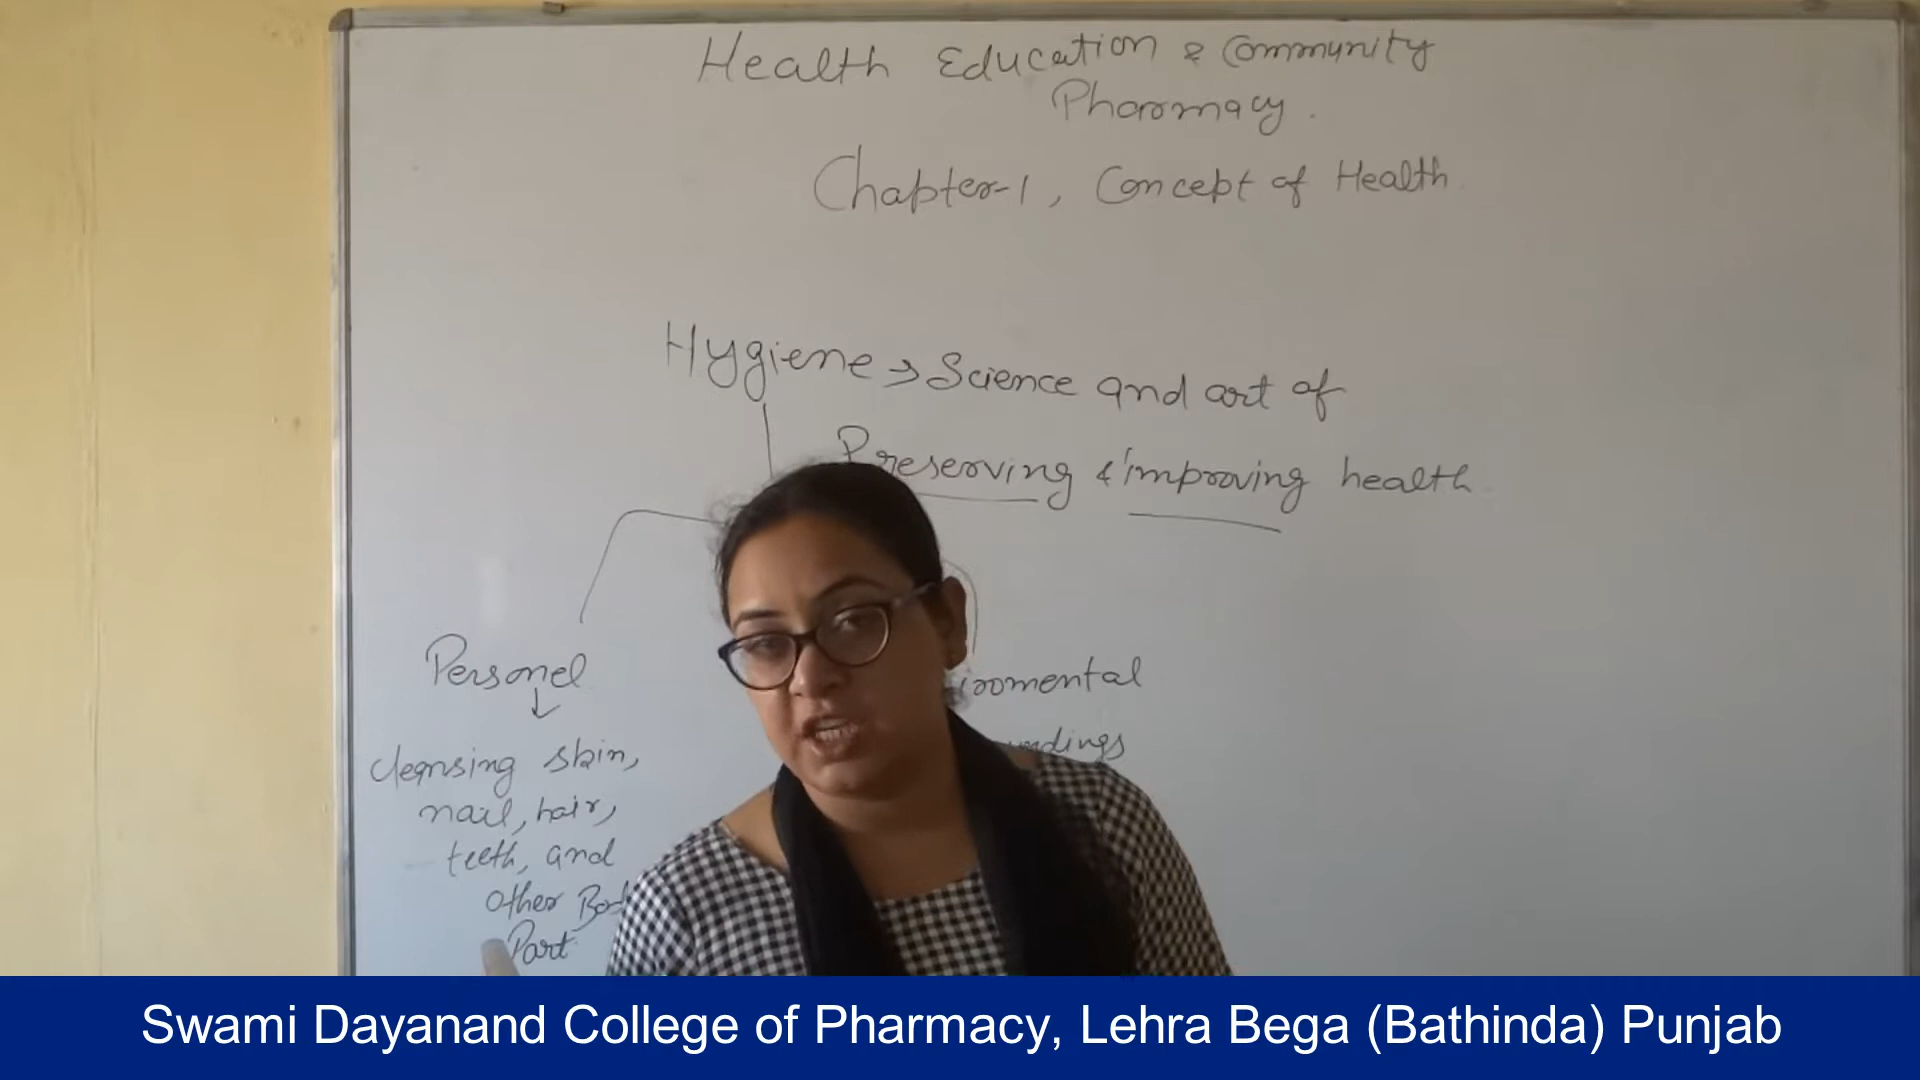 Health Education & Community
Pharmacy.
Chapter-1, Concept of Health
Hygiene → Science and art of
Preserving & improving health
Personel
cleansing skin,
nail, hair,
teeth, and
other
Part
Swami Dayanand College of Pharmacy, Lehra Bega (Bathinda) Punjab